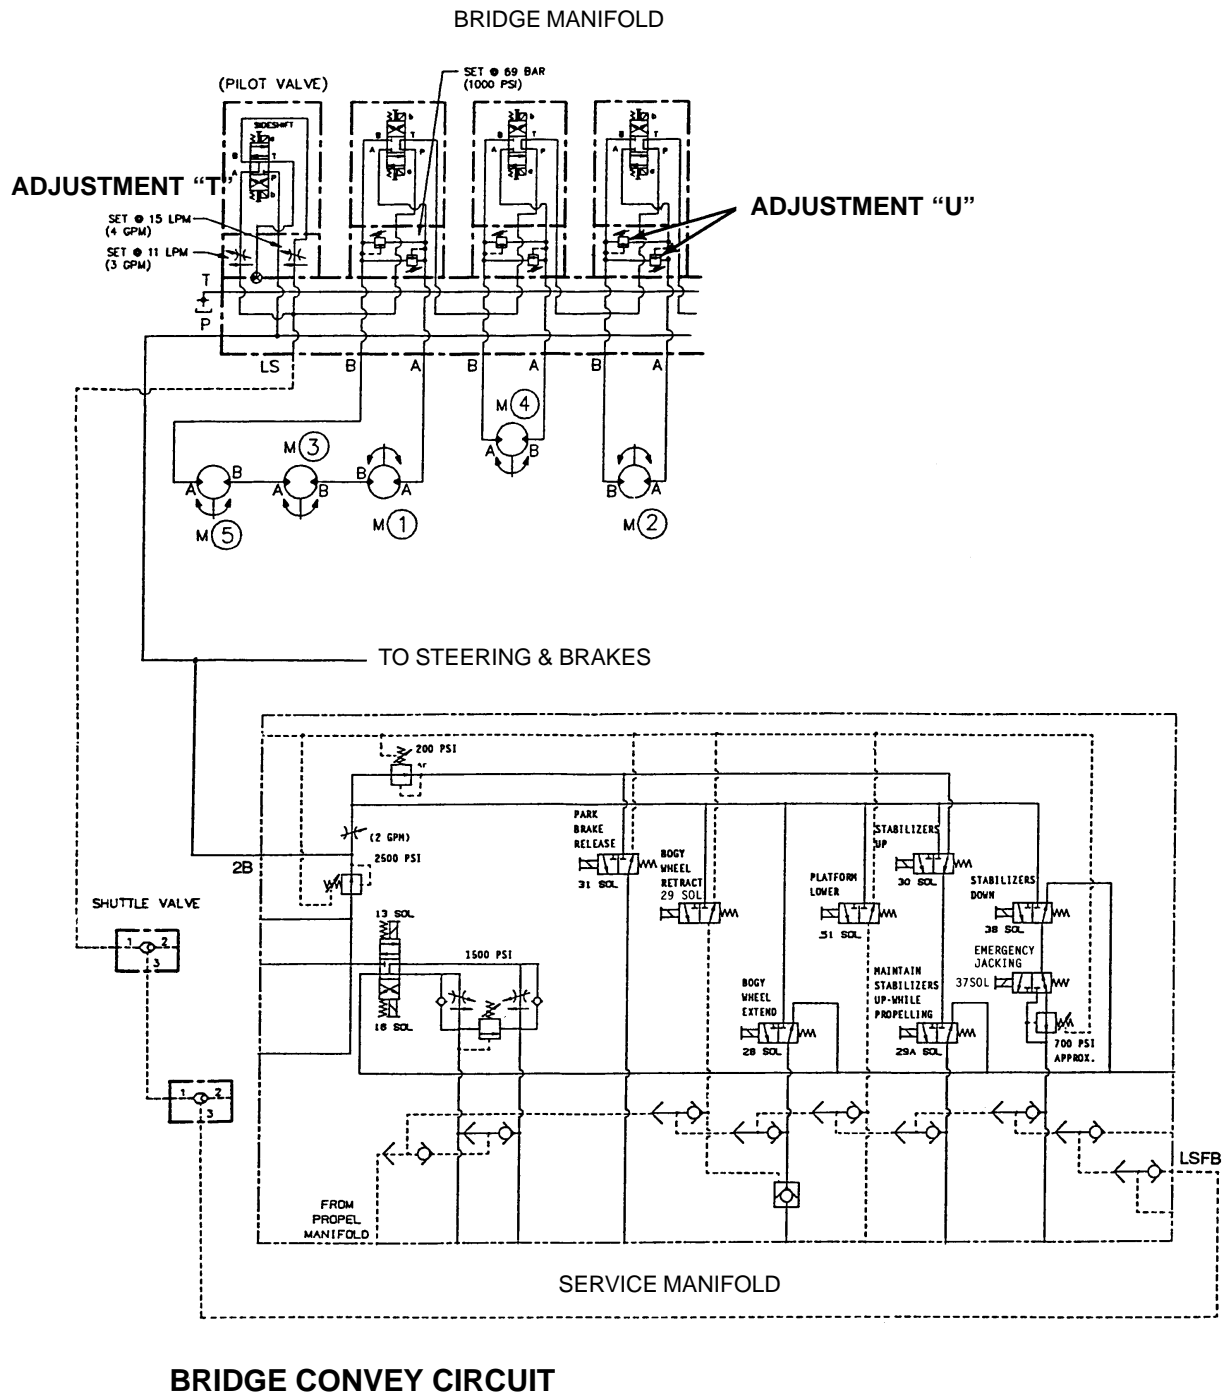 BRIDGE MANIFOLD
(PILOT VALVE)
SET @ 69 BAR
(1000 PSI)
SIDESHIFT
a
B T
A P
b
b
B T
A P
a
b
B T
A P
a
b
B T
A P
a
ADJUSTMENT “T”
ADJUSTMENT “U”
SET @ 15 LPM
(4 GPM)
SET @ 11 LPM
(3 GPM)
T
P
LS B A B A B A
M 4
A B
M 3
A B A B B A
B A
M 5
M 1
M 2
TO STEERING & BRAKES
200 PSI
(2 GPM)
2B
2500 PSI
PARK
BRAKE
RELEASE
31 SOL
BOGY
WHEEL
RETRACT
29 SOL
PLATFORM
LOWER
51 SOL
STABILIZERS
UP
30 SOL
STABILIZERS
DOWN
38 SOL
SHUTTLE VALVE
1 2
3
13 SOL
1500 PSI
16 SOL
EMERGENCY
JACKING
37SOL
BOGY
WHEEL
EXTEND
28 SOL
MAINTAIN
STABILIZERS
UP-WHILE
PROPELLING
29A SOL
700 PSI
APPROX.
1 2
3
LSFB
FROM
PROPEL
MANIFOLD
SERVICE MANIFOLD
BRIDGE CONVEY CIRCUIT